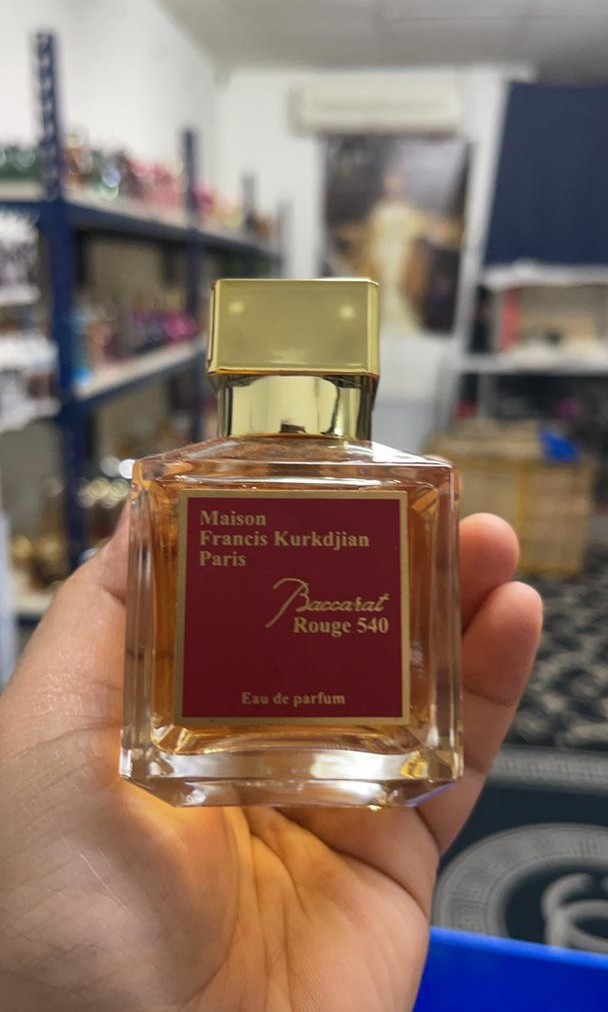 Maison
Francis Kurkdjian
Paris
Baccarat
Rouge 540
Eau de parfum